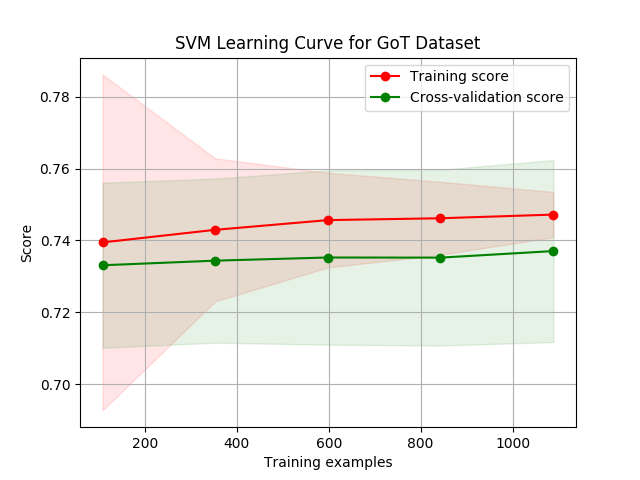 SVM Learning Curve for GoT Dataset
Training score
Cross-validation score
0.78
0.76
0.74
0.72
0.70
Score
200 400 600 800 1000
Training examples